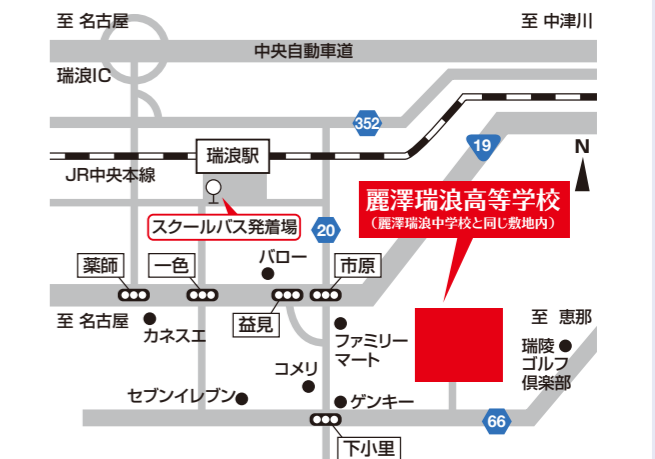 至 名古屋
至 中津川
中央自動車道
瑞浪IC
352
19
N
瑞浪駅
JR中央本線
麗澤瑞浪高等学校
(麗澤瑞浪中学校と同じ敷地内)
スクールバス発着場
20
薬師
一色
バロー
市原
至 名古屋
カネスエ
益見
ファミリー
マート
至 恵那
瑞陵
ゴルフ
倶楽部
コメリ
セブンイレブン
ゲンキー
66
下小里